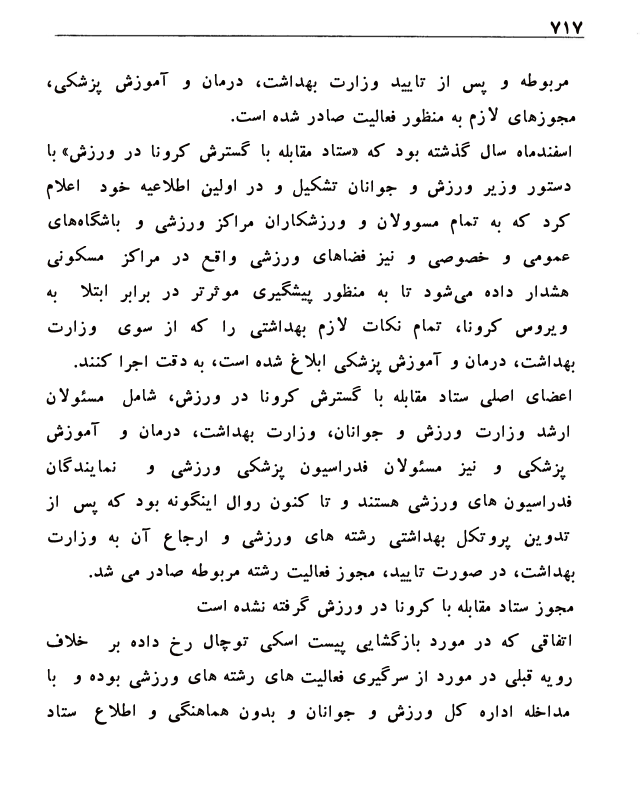 ۷۱۷
مربوطه و پس از تایید وزارت بهداشت، درمان و آموزش پزشکی،
مجوزهای لازم به منظور فعالیت صادر شده است.
اسفندماه سال گذشته بود که «ستاد مقابله با گسترش کرونا در ورزش» با
دستور وزیر ورزش و جوانان تشکیل و در اولین اطلاعیه خود اعلام
کرد که به تمام مسوولان و ورزشکاران مراکز ورزشی و باشگاه‌های
عمومی و خصوصی و نیز فضاهای ورزشی واقع در مراکز مسکونی
هشدار داده می‌شود تا به منظور پیشگیری موثرتر در برابر ابتلا به
ویروس کرونا، تمام نکات لازم بهداشتی را که از سوی وزارت
بهداشت، درمان و آموزش پزشکی ابلاغ شده است، به دقت اجرا کنند.
اعضای اصلی ستاد مقابله با گسترش کرونا در ورزش، شامل مسئولان
ارشد وزارت ورزش و جوانان، وزارت بهداشت، درمان و آموزش
پزشکی و نیز مسئولان فدراسیون پزشکی ورزشی و نمایندگان
فدراسیون های ورزشی هستند و تا کنون روال اینگونه بود که پس از
تدوین پروتکل بهداشتی رشته های ورزشی و ارجاع آن به وزارت
بهداشت، در صورت تایید، مجوز فعالیت رشته مربوطه صادر می شد.
مجوز ستاد مقابله با کرونا در ورزش گرفته نشده است
اتفاقی که در مورد بازگشایی پیست اسکی توچال رخ داده بر خلاف
رویه قبلی در مورد از سرگیری فعالیت های رشته های ورزشی بوده و با
مداخله اداره کل ورزش و جوانان و بدون هماهنگی و اطلاع ستاد